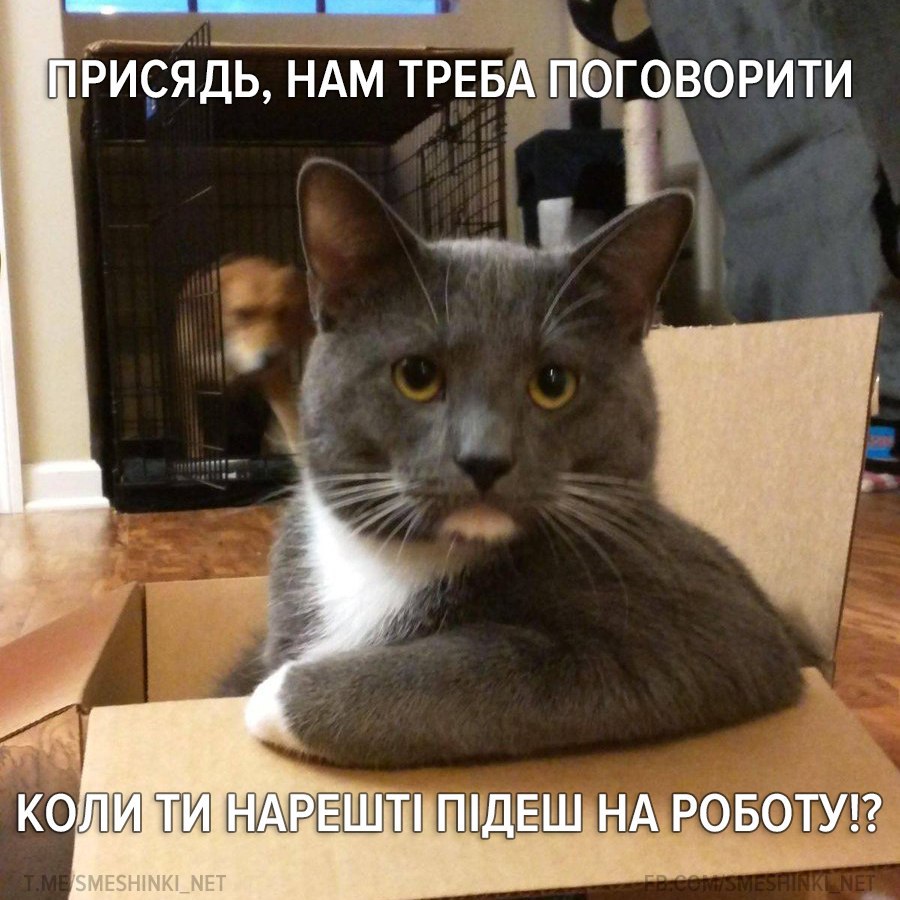 ПРИСЯДЬ, НАМ ТРЕБА ПОГОВОРИТИ
КОЛИ ТИ НАРЕШТІ ПІДЕШ НА РОБОТУ!?
T.ME/SMESHINKI_NET
FB.COM/SMESHINKI_NET